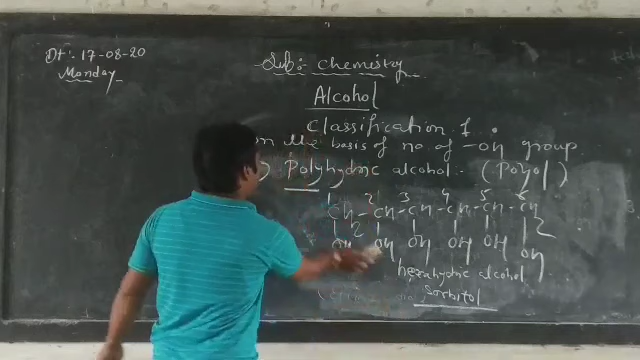 Dt:- 17-08-20
Monday
Sub:- Chemistry
Alcohol
Classification 1.
on the basis of no of -OH group
) Polyhydric alcohol. (Polyol)
1 2 3 4 5 6
CH - CH - CH - CH - CH - CH
2 2
OH OH OH OH OH OH
hexahydric alcohol
Sorbitol